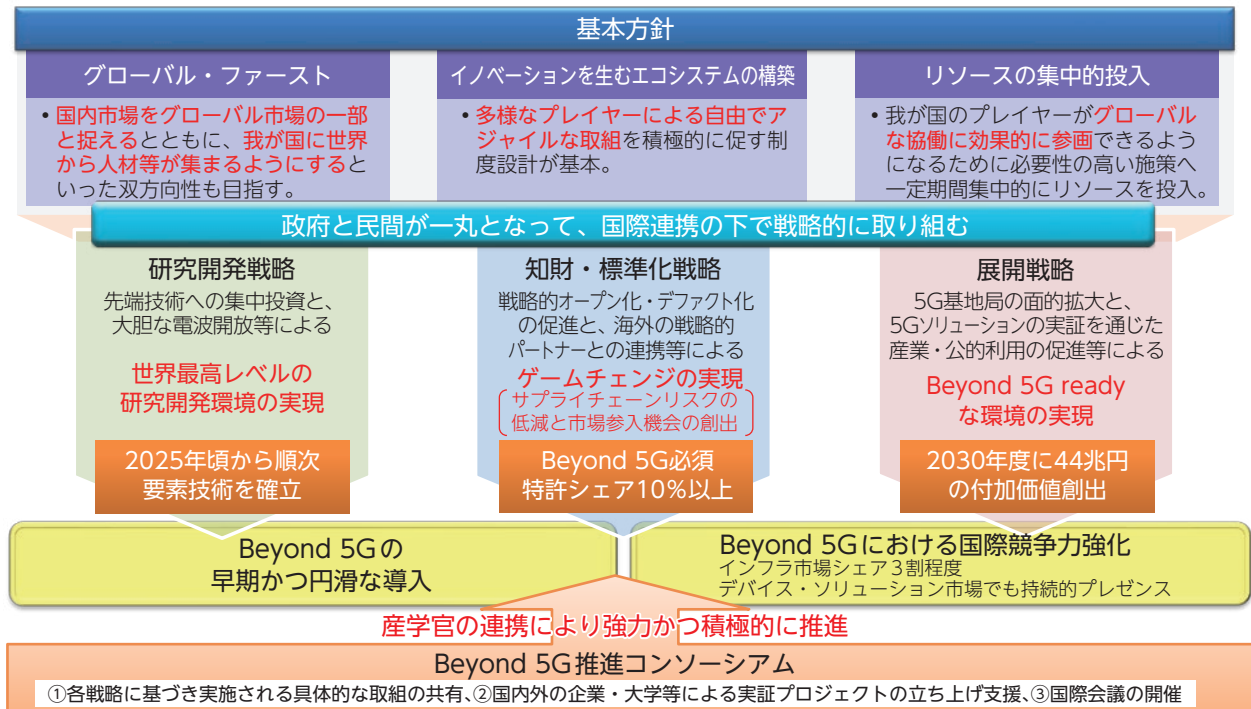 基本方針
グローバル・ファースト
• 国内市場をグローバル市場の一部
と捉えるとともに、我が国に世界
から人材等が集まるようにすると
いった双方向性も目指す。
イノベーションを生むエコシステムの構築
• 多様なプレイヤーによる自由でア
ジャイルな取組を積極的に促す制
度設計が基本。
リソースの集中的投入
• 我が国のプレイヤーがグローバル
な協働に効果的に参画できるよう
になるために必要性の高い施策へ
一定期間集中的にリソースを投入。
政府と民間が一丸となって、国際連携の下で戦略的に取り組む
研究開発戦略
先端技術への集中投資と、
大胆な電波開放等による
世界最高レベルの
研究開発環境の実現
2025年頃から順次
要素技術を確立
知財・標準化戦略
戦略的オープン化・デファクト化
の促進と、海外の戦略的
パートナーとの連携等による
ゲームチェンジの実現
サプライチェーンリスクの
低減と市場参入機会の創出
Beyond 5G必須
特許シェア10%以上
展開戦略
5G基地局の面的拡大と、
5Gソリューションの実証を通じた
産業・公的利用の促進等による
Beyond 5G ready
な環境の実現
2030年度に44兆円
の付加価値創出
Beyond 5Gの
早期かつ円滑な導入
Beyond 5Gにおける国際競争力強化
インフラ市場シェア３割程度
デバイス・ソリューション市場でも持続的プレゼンス
産学官の連携により強力かつ積極的に推進
Beyond 5G推進コンソーシアム
①各戦略に基づき実施される具体的な取組の共有、②国内外の企業・大学等による実証プロジェクトの立ち上げ支援、③国際会議の開催